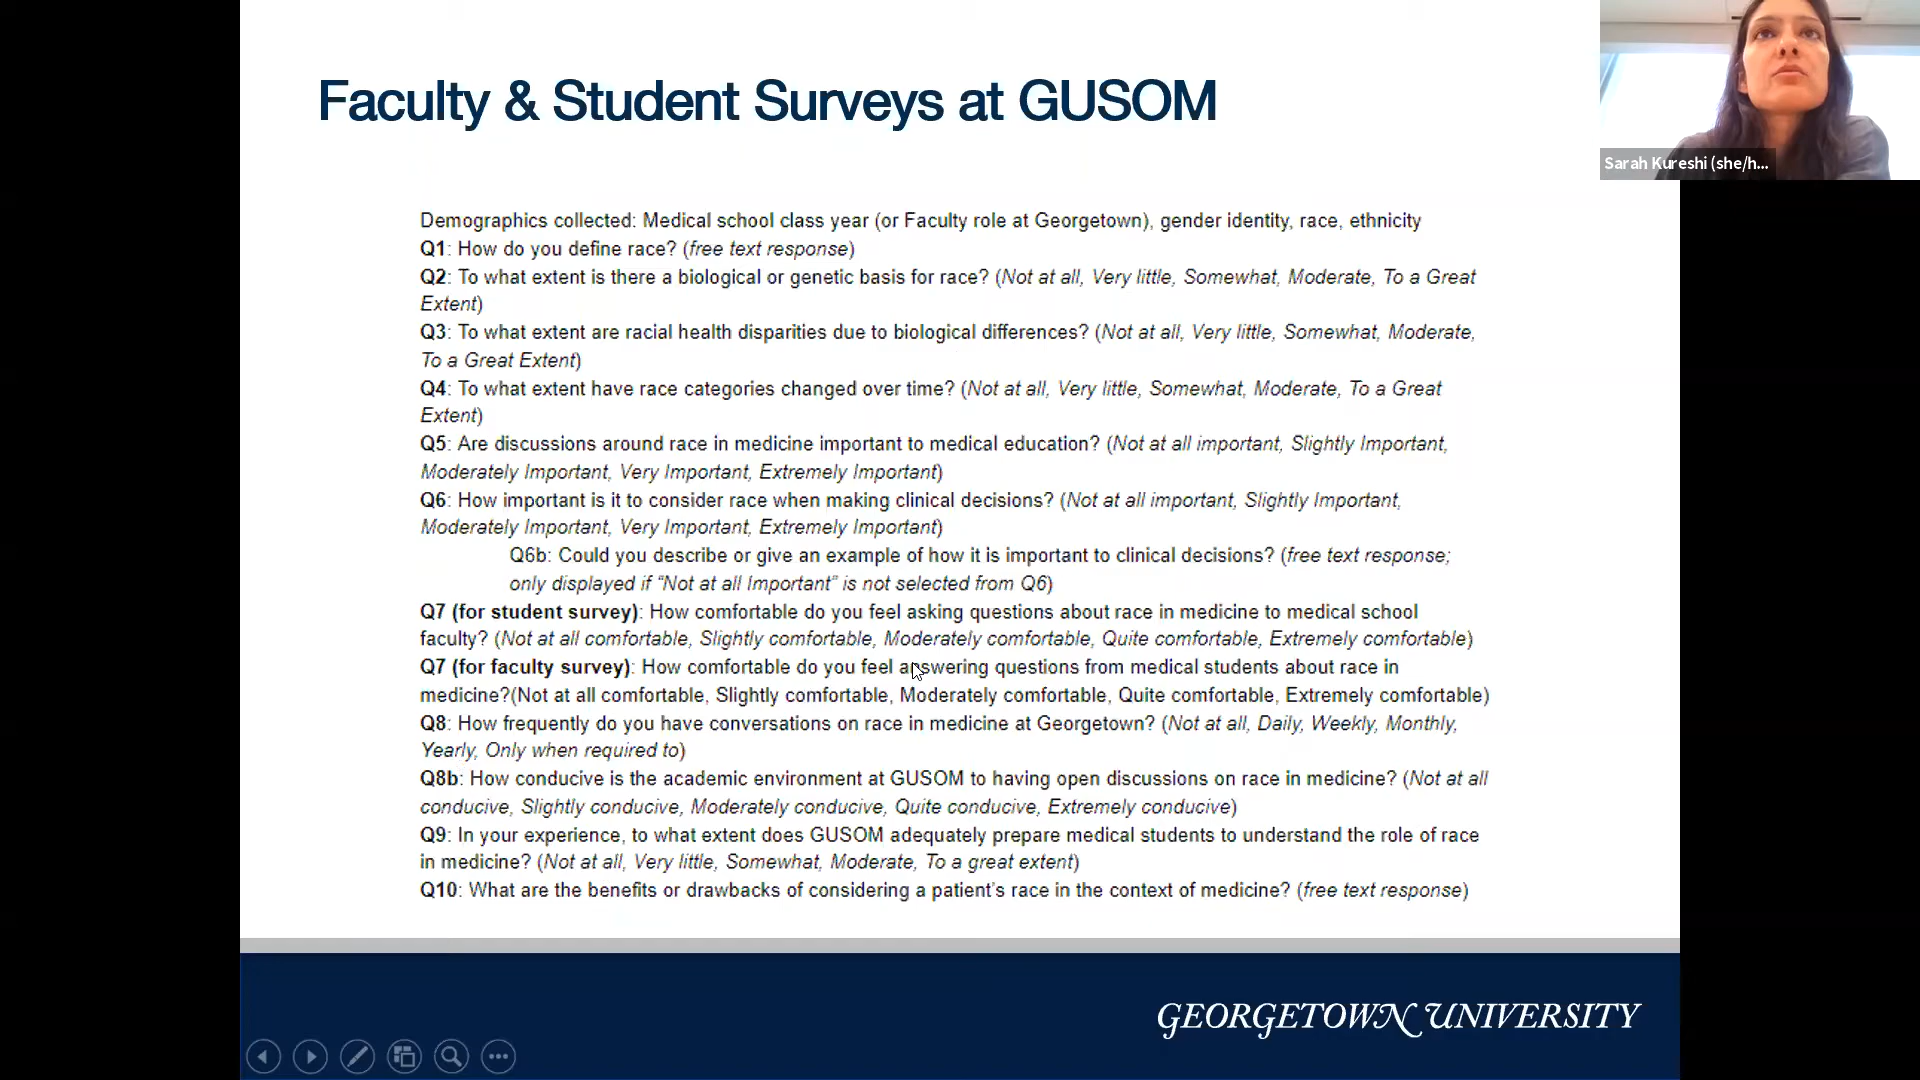 Faculty & Student Surveys at GUSOM
Sarah Kureshi (she/h...
Demographics collected: Medical school class year (or Faculty role at Georgetown), gender identity, race, ethnicity
Q1: How do you define race? (free text response)
Q2: To what extent is there a biological or genetic basis for race? (Not at all, Very little, Somewhat, Moderate, To a Great
Extent)
Q3: To what extent are racial health disparities due to biological differences? (Not at all, Very little, Somewhat, Moderate,
To a Great Extent)
Q4: To what extent have race categories changed over time? (Not at all, Very little, Somewhat, Moderate, To a Great
Extent)
Q5: Are discussions around race in medicine important to medical education? (Not at all important, Slightly Important,
Moderately Important, Very Important, Extremely Important)
Q6: How important is it to consider race when making clinical decisions? (Not at all important, Slightly Important,
Moderately Important, Very Important, Extremely Important)
Q6b: Could you describe or give an example of how it is important to clinical decisions? (free text response;
only displayed if “Not at all Important” is not selected from Q6)
Q7 (for student survey): How comfortable do you feel asking questions about race in medicine to medical school
faculty? (Not at all comfortable, Slightly comfortable, Moderately comfortable, Quite comfortable, Extremely comfortable)
Q7 (for faculty survey): How comfortable do you feel answering questions from medical students about race in
medicine?(Not at all comfortable, Slightly comfortable, Moderately comfortable, Quite comfortable, Extremely comfortable)
Q8: How frequently do you have conversations on race in medicine at Georgetown? (Not at all, Daily, Weekly, Monthly,
Yearly, Only when required to)
Q8b: How conducive is the academic environment at GUSOM to having open discussions on race in medicine? (Not at all
conducive, Slightly conducive, Moderately conducive, Quite conducive, Extremely conducive)
Q9: In your experience, to what extent does GUSOM adequately prepare medical students to understand the role of race
in medicine? (Not at all, Very little, Somewhat, Moderate, To a great extent)
Q10: What are the benefits or drawbacks of considering a patient’s race in the context of medicine? (free text response)
GEORGETOWN UNIVERSITY